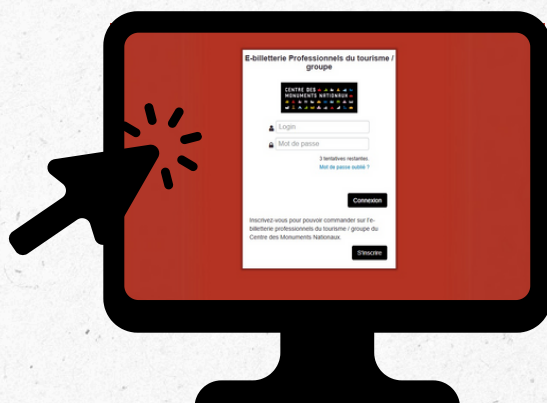 E-billetterie Professionnels du tourisme /
groupe
CENTRE DES
MONUMENTS NATIONAUX
Login
Mot de passe
3 tentatives restantes
Mot de passe oublié ?
Connexion
Inscrivez-vous pour pouvoir commander sur l'e-
billetterie professionnels du tourisme / groupe du
Centre des Monuments Nationaux.
S'inscrire